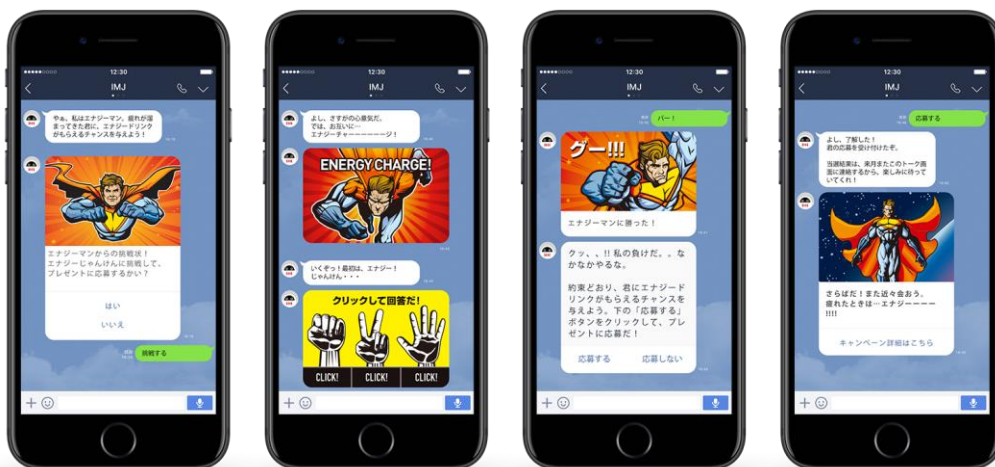 12:30
IMJ
やぁ、私はエナジーマン。疲れが溜
まってきた君に、エナジードリンク
がもらえるチャンスを与えよう！
エナジーマンからの挑戦状！
エナジーじゃんけんに挑戦して、
プレゼントに応募するかい？
はい
いいえ
挑戦する
12:30
IMJ
よし、さすがの心意気だ。
では、お互いに…
エナジーチャーーーーーージ！
ENERGY CHARGE!
いくぞっ！最初は、エナジー！
じゃんけん・・・
クリックして回答だ！
CLICK!
CLICK!
CLICK!
12:30
IMJ
パー！
グー!!!
エナジーマンに勝った！
クッ、、!! 私の負けだ。。な
かなかやるな。
約束どおり、君にエナジード
リンクがもらえるチャンスを
与えよう。下の「応募する」
ボタンをクリックして、プレ
ゼントに応募だ！
応募する
応募しない
12:30
IMJ
応募する
よし、了解した！
君の応募を受け付けたぞ。
当選結果は、来月またこのトーク画
面に連絡するから、楽しみに待って
いてくれ！
さらばだ！また近々会おう。
疲れたときは…エナジーーーー
!!!!
キャンペーン詳細はこちら